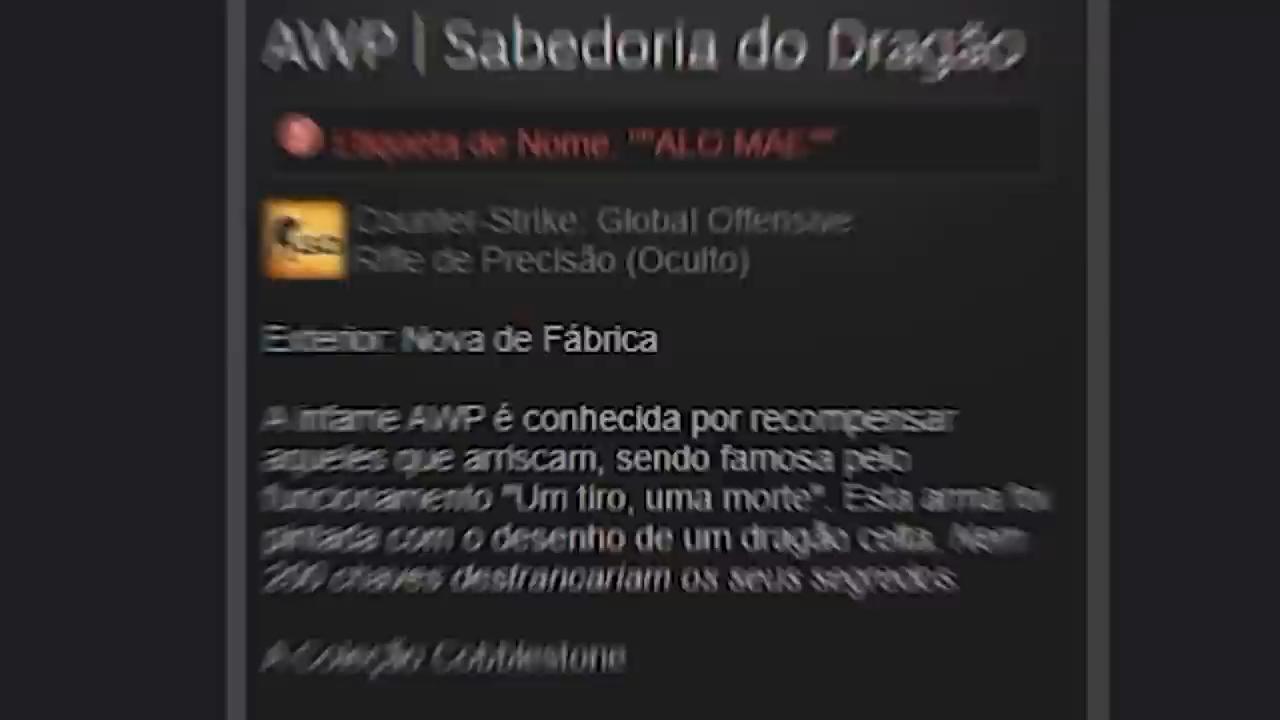 AWP | Sabedoria do Dragão
Etiqueta de Nome: ""ALO MAE""
Counter-Strike: Global Offensive
Rifle de Precisão (Oculto)
Exterior: Nova de Fábrica
A infame AWP é conhecida por recompensar
aqueles que arriscam, sendo famosa pelo
funcionamento "Um tiro, uma morte". Esta arma foi
pintada com o desenho de um dragão celta. Nem
200 chaves destrancariam os seus segredos
A Coleção Cobblestone